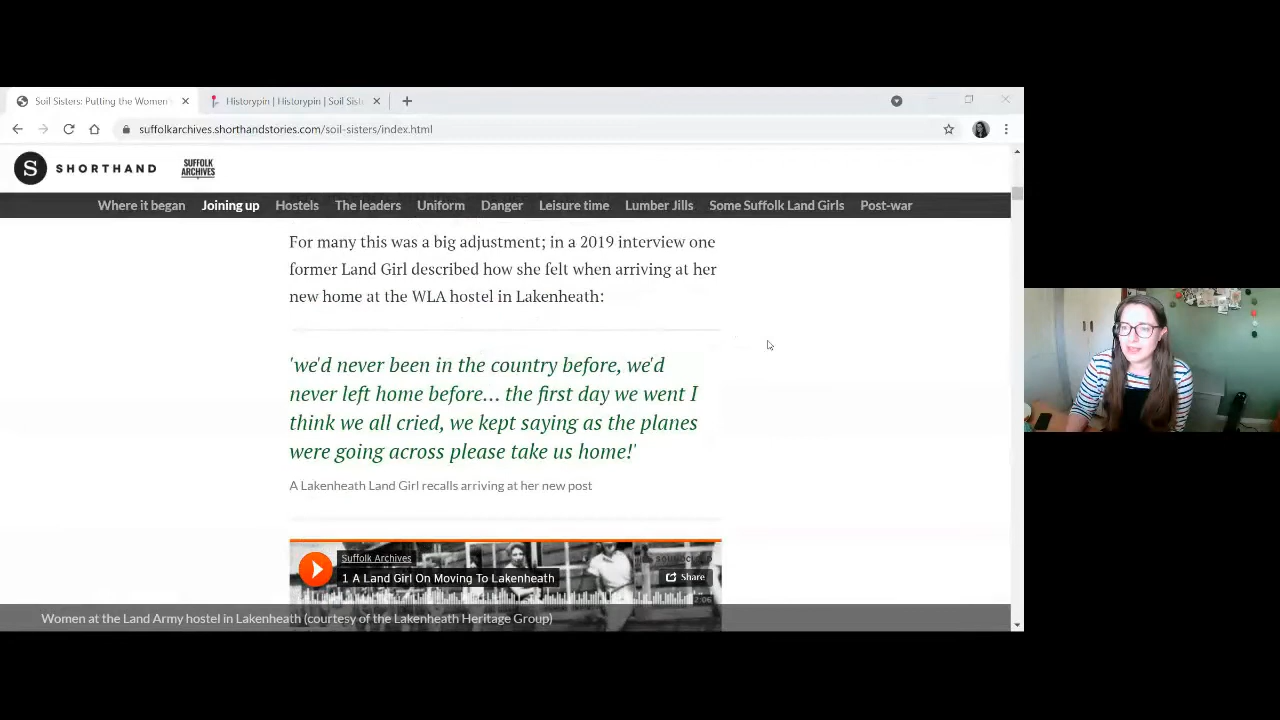 Soil Sisters: Putting the Women'
Historypin | Historypin | Soil Siste
suffolkarchives.shorthandstories.com/soil-sisters/index.html
S SHORTHAND
SUFFOLK
ARCHIVES
Where it began Joining up Hostels The leaders Uniform Danger Leisure time Lumber Jills Some Suffolk Land Girls Post-war
For many this was a big adjustment; in a 2019 interview one
former Land Girl described how she felt when arriving at her
new home at the WLA hostel in Lakenheath:
'we'd never been in the country before, we'd
never left home before... the first day we went I
think we all cried, we kept saying as the planes
were going across please take us home!'
A Lakenheath Land Girl recalls arriving at her new post
Suffolk Archives
SOUNDCLOUD
1 A Land Girl On Moving To Lakenheath
Share
2:06
Women at the Land Army hostel in Lakenheath (courtesy of the Lakenheath Heritage Group)